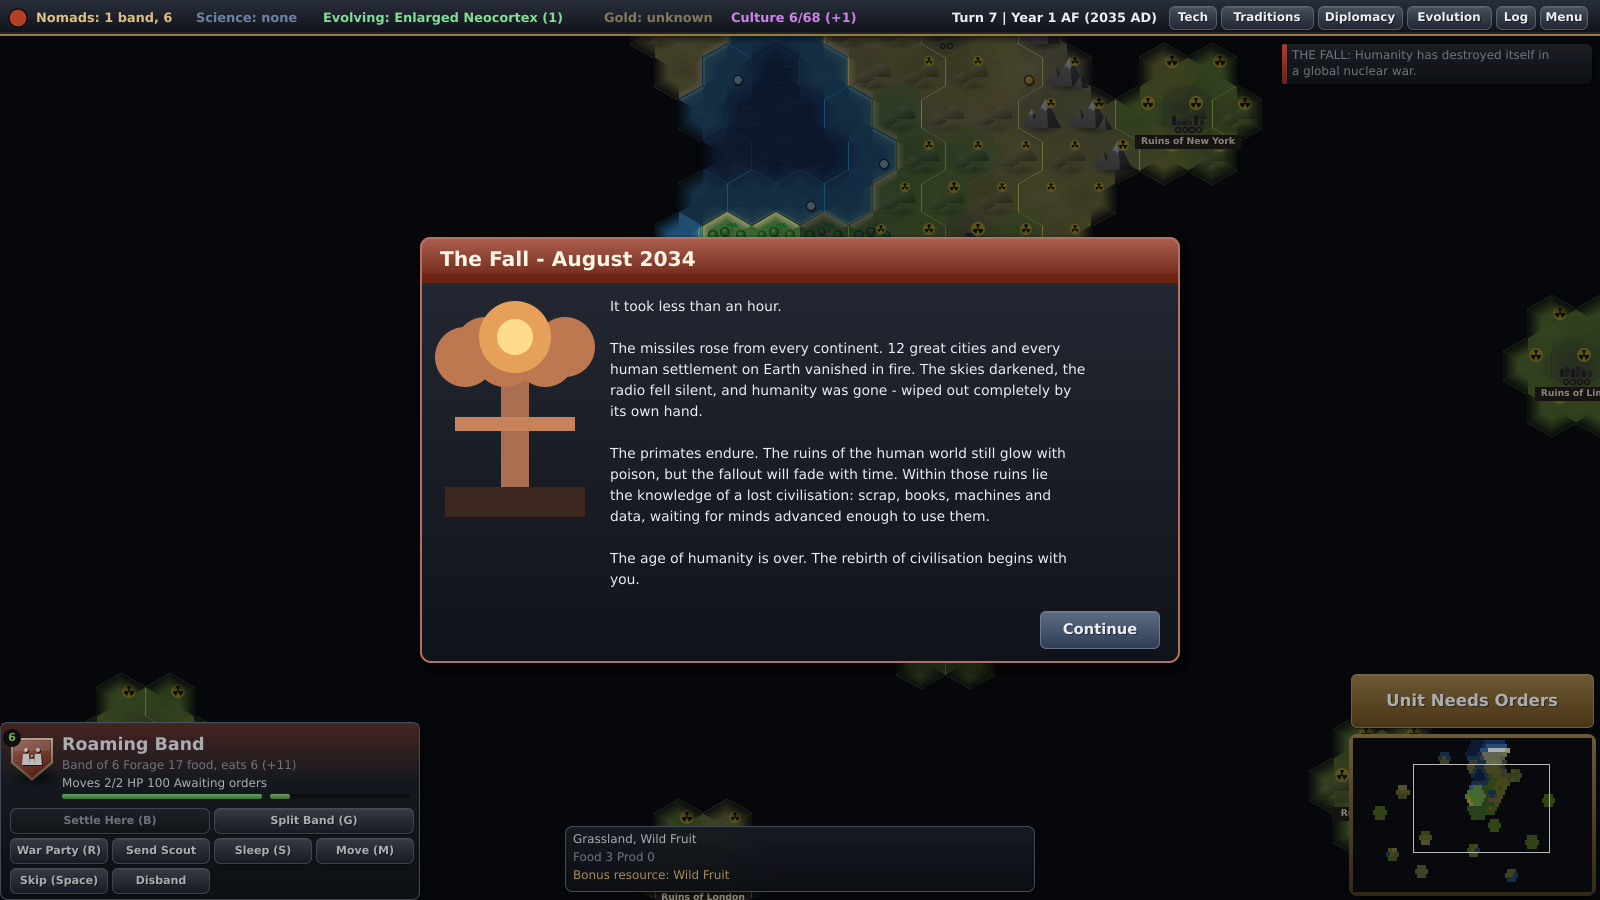 Nomads: 1 band, 6
Science: none
Evolving: Enlarged Neocortex (1)
Gold: unknown
Culture 6/68 (+1)
Turn 7 | Year 1 AF (2035 AD)
Tech
Traditions
Diplomacy
Evolution
Log
Menu
THE FALL: Humanity has destroyed itself in
a global nuclear war.
Ruins of New York
The Fall - August 2034
It took less than an hour.
The missiles rose from every continent. 12 great cities and every
human settlement on Earth vanished in fire. The skies darkened, the
radio fell silent, and humanity was gone - wiped out completely by
its own hand.
The primates endure. The ruins of the human world still glow with
poison, but the fallout will fade with time. Within those ruins lie
the knowledge of a lost civilisation: scrap, books, machines and
data, waiting for minds advanced enough to use them.
The age of humanity is over. The rebirth of civilisation begins with
you.
Continue
Ruins of
Unit Needs Orders
6
Roaming Band
Band of 6 Forage 17 food, eats 6 (+11)
Moves 2/2 HP 100 Awaiting orders
Settle Here (B)
Split Band (G)
War Party (R)
Send Scout
Sleep (S)
Move (M)
Skip (Space)
Disband
Grassland, Wild Fruit
Food 3 Prod 0
Bonus resource: Wild Fruit
Ruins of London